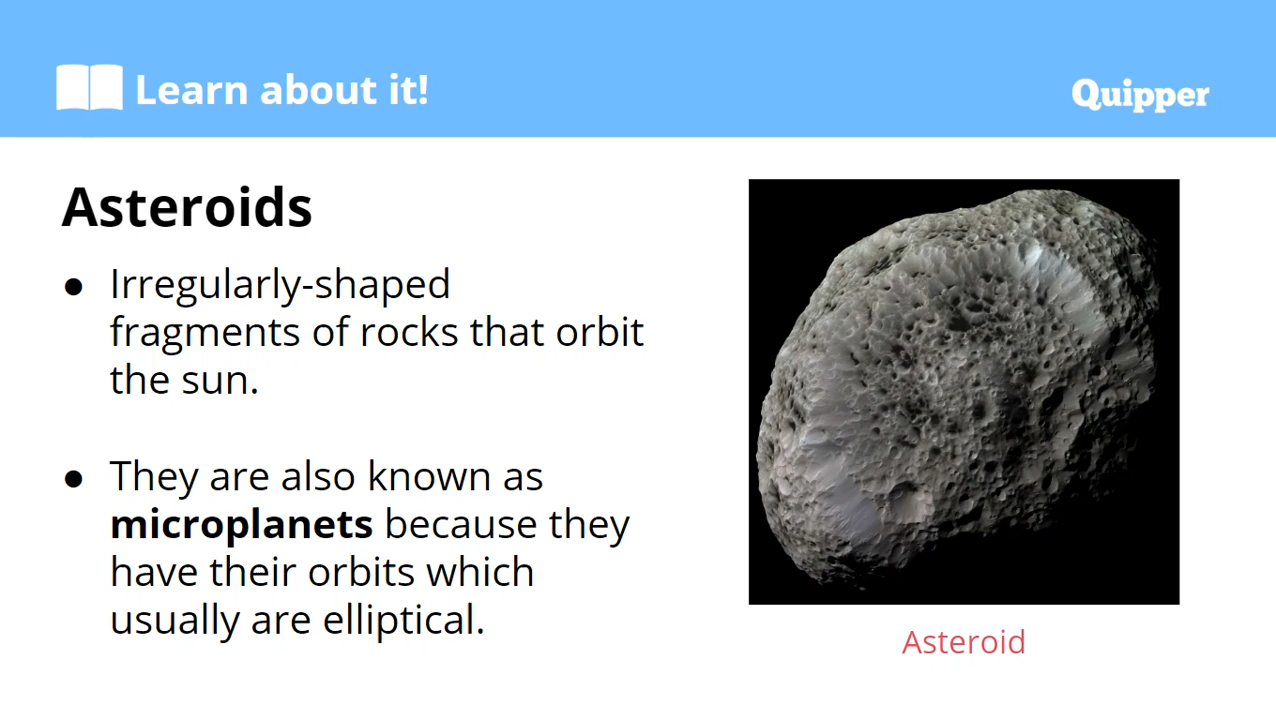 Learn about it!
Quipper
Asteroids
● Irregularly-shaped
fragments of rocks that orbit
the sun.
● They are also known as
microplanets because they
have their orbits which
usually are elliptical.
Asteroid